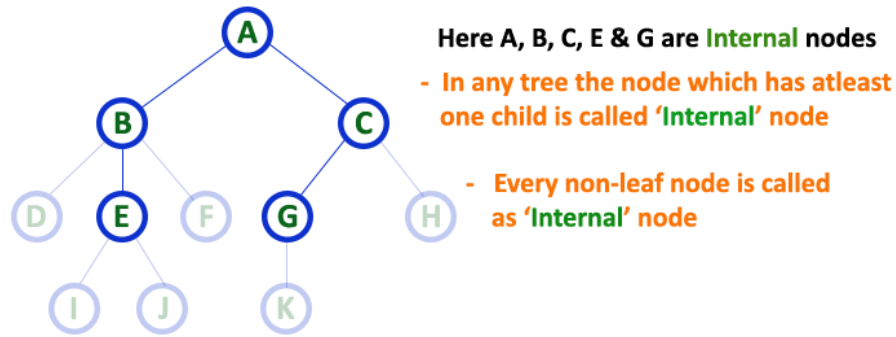 A
Here A, B, C, E & G are Internal nodes
- In any tree the node which has atleast
one child is called ‘Internal’ node
B
C
- Every non-leaf node is called
as ‘Internal’ node
D
E
F
G
H
I
J
K